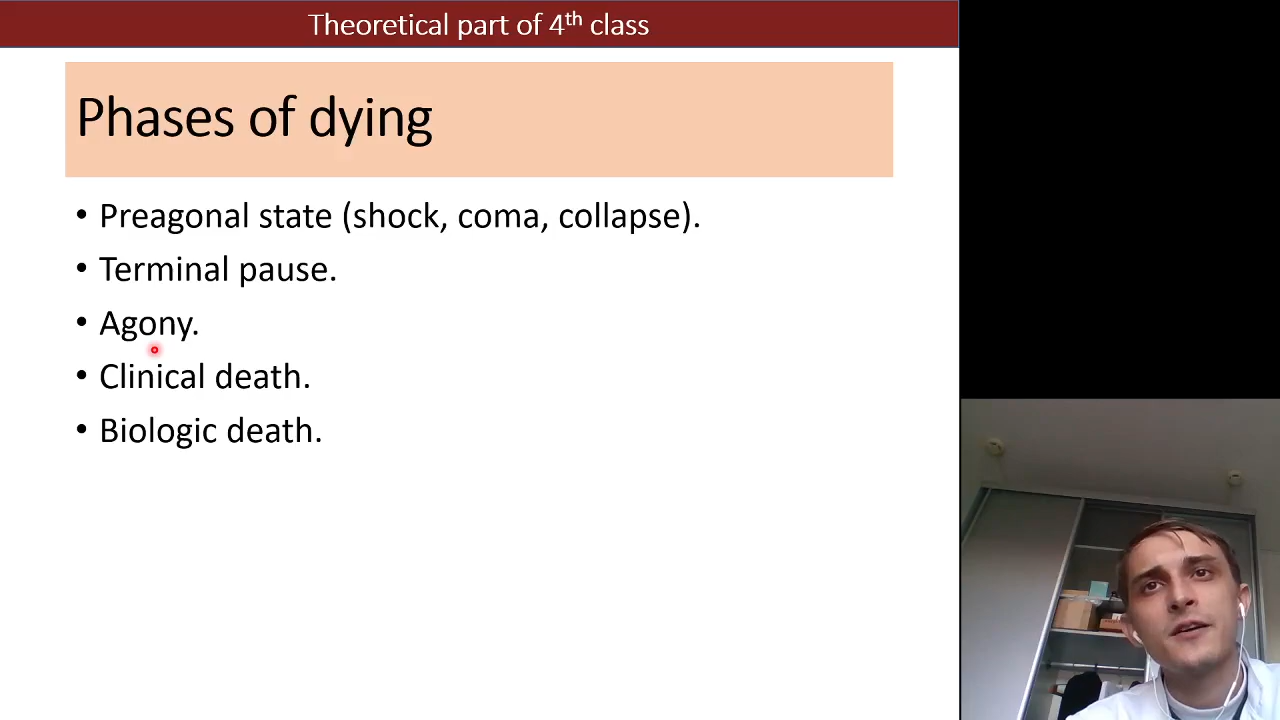 Theoretical part of 4th class
Phases of dying
• Preagonal state (shock, coma, collapse).
• Terminal pause.
• Agony.
• Clinical death.
• Biologic death.